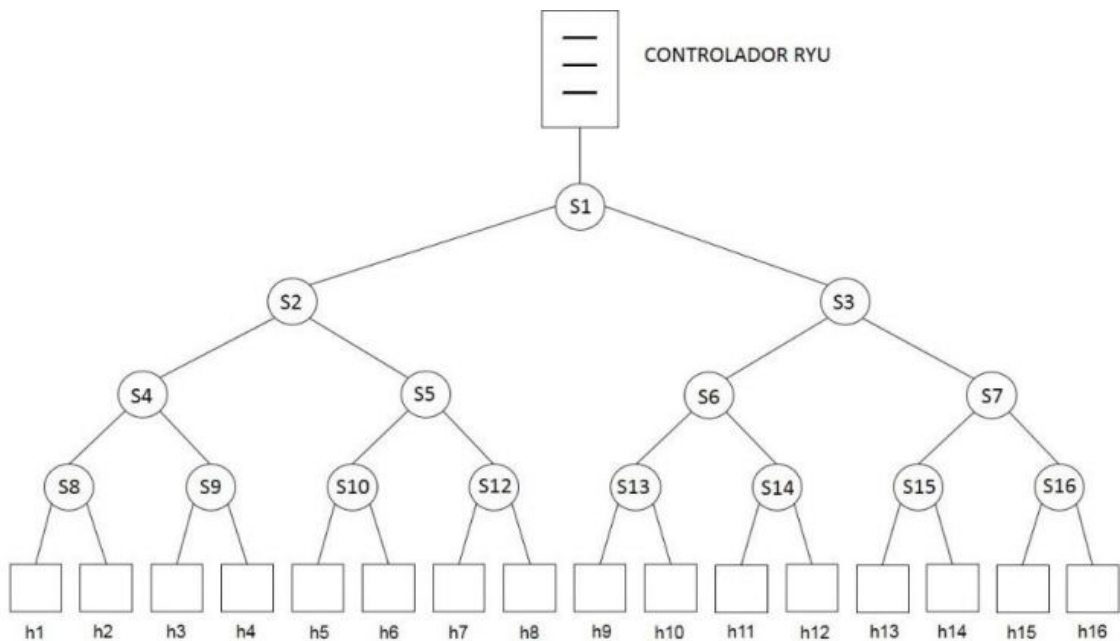 CONTROLADOR RYU
S1
S2 S3
S4 S5 S6 S7
S8 S9 S10 S12 S13 S14 S15 S16
h1 h2 h3 h4 h5 h6 h7 h8 h9 h10 h11 h12 h13 h14 h15 h16